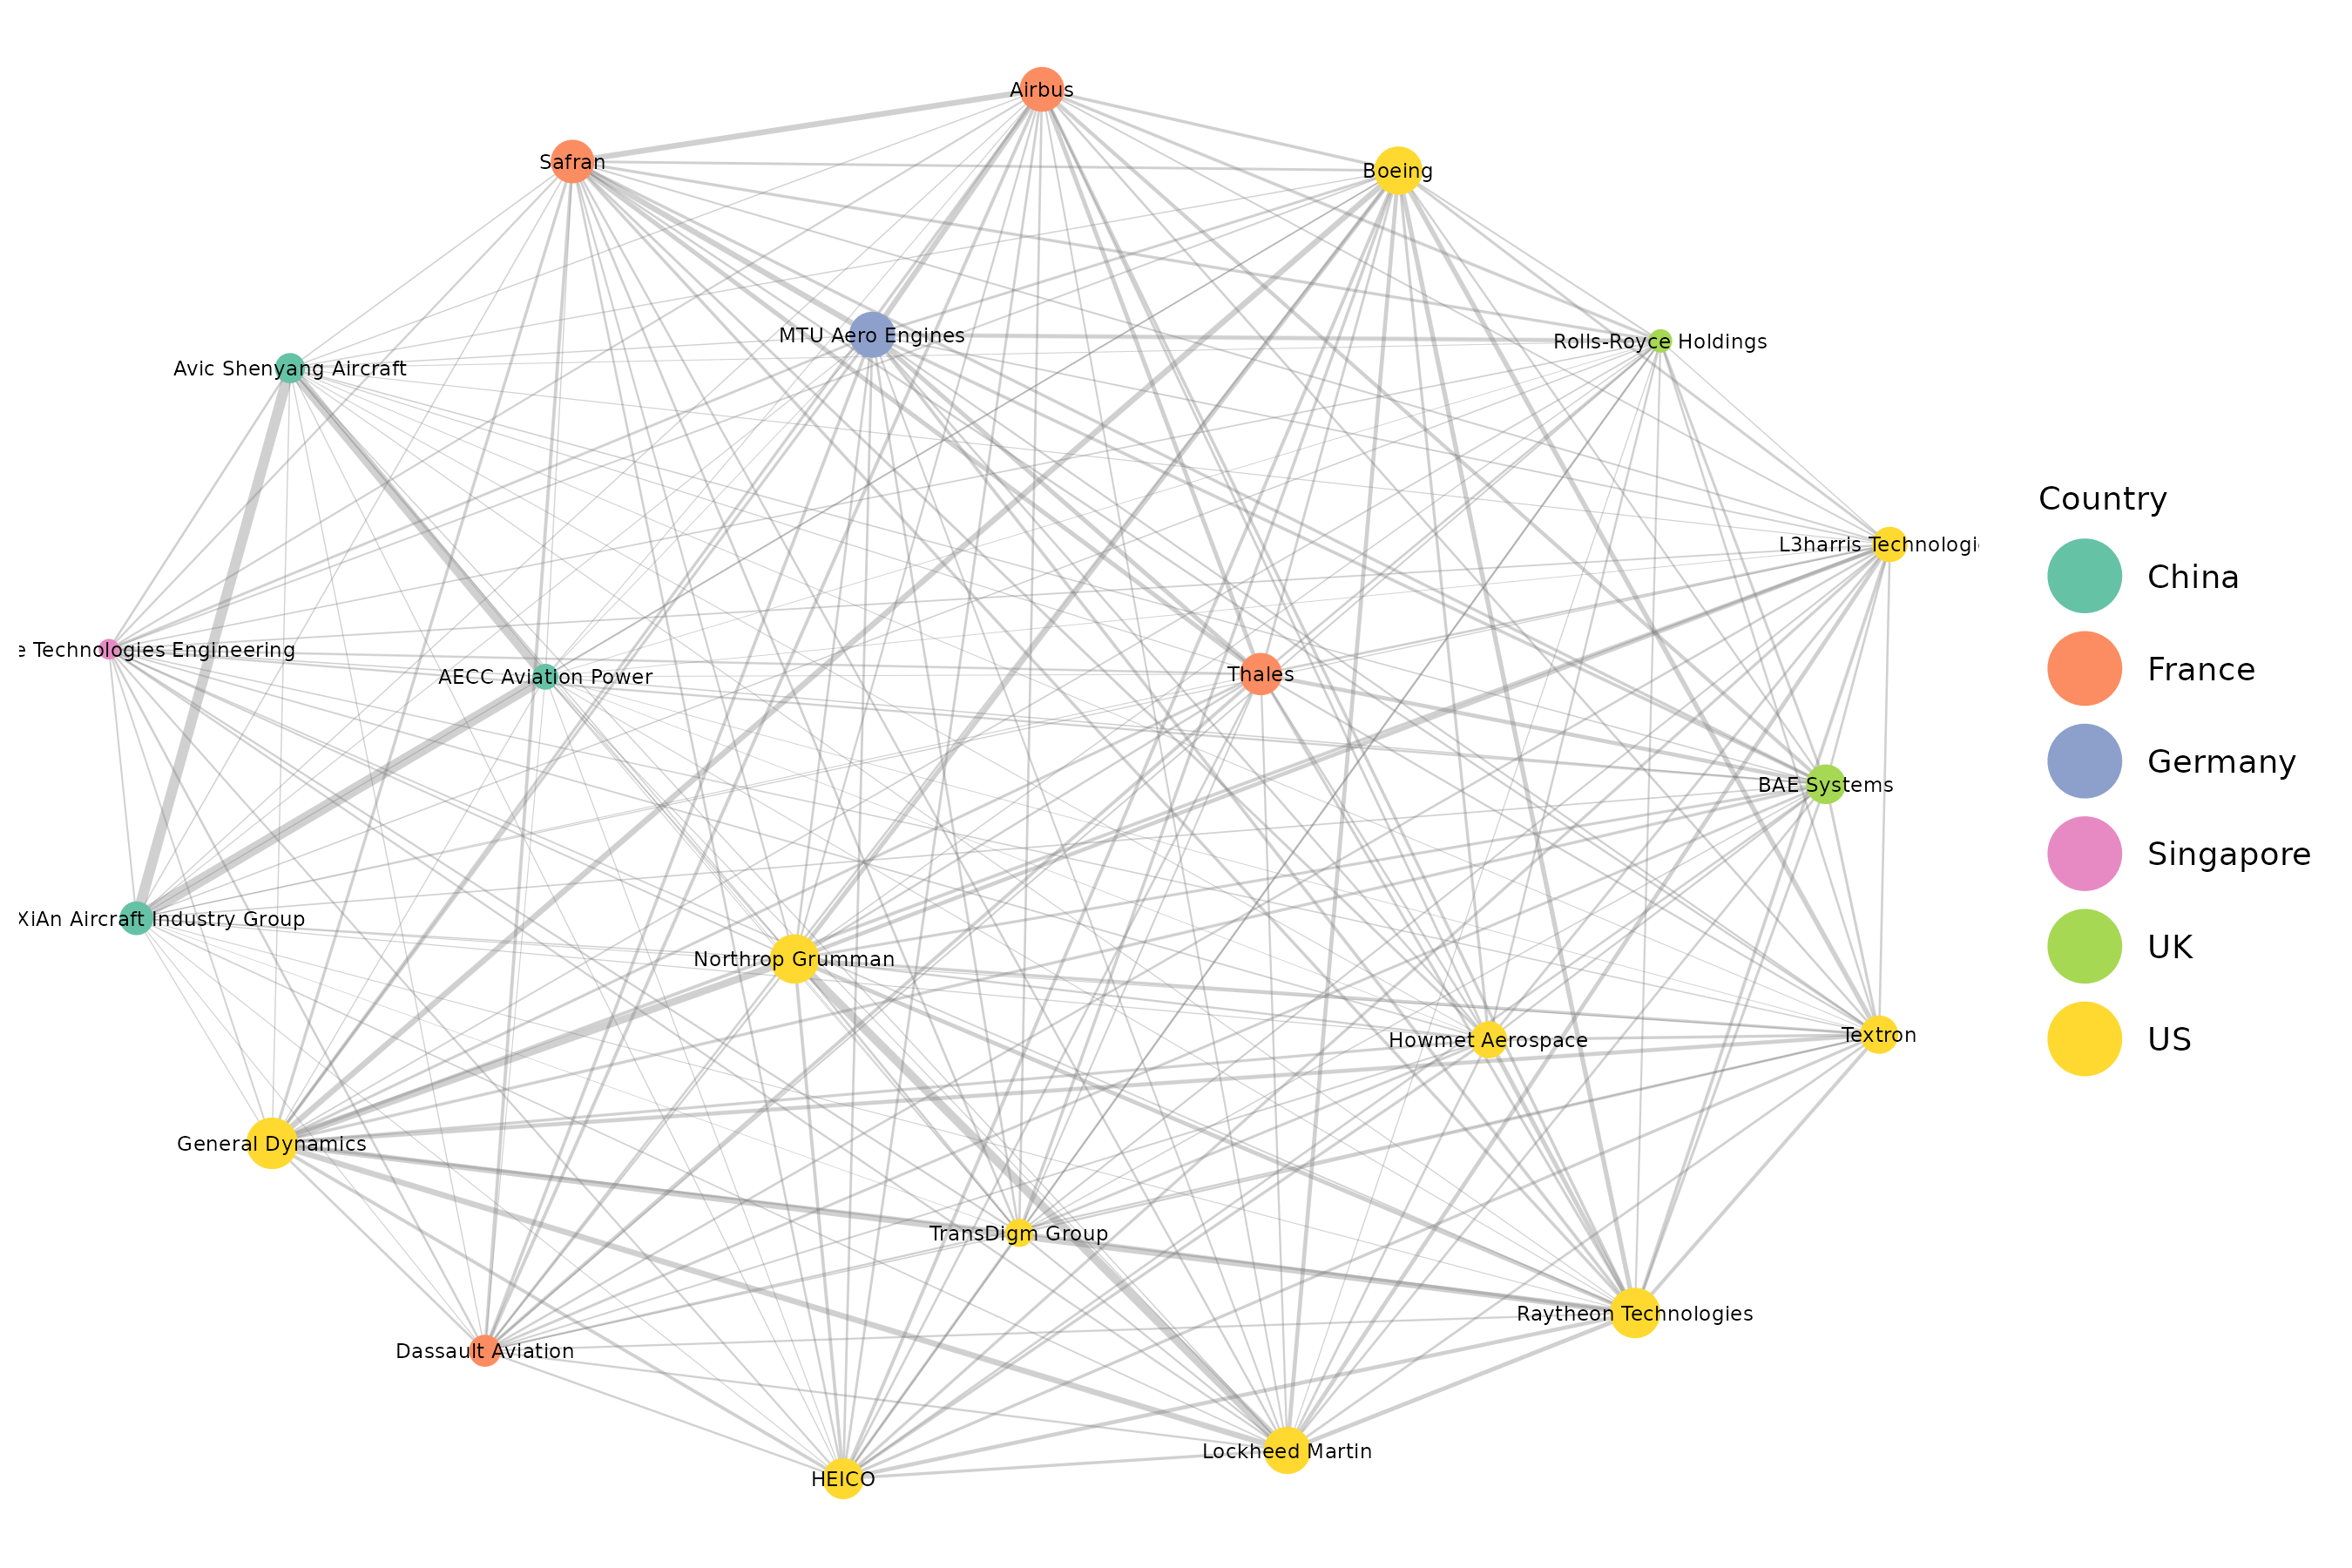 Airbus
Safran
Boeing
MTU Aero Engines
Rolls-Royce Holdings
Avic Shenyang Aircraft
L3harris Technologi
Country
China
France
Germany
Singapore
UK
US
e Technologies Engineering
AECC Aviation Power
Thales
BAE Systems
XiAn Aircraft Industry Group
Northrop Grumman
Howmet Aerospace
Textron
General Dynamics
TransDigm Group
Raytheon Technologies
Dassault Aviation
Lockheed Martin
HEICO